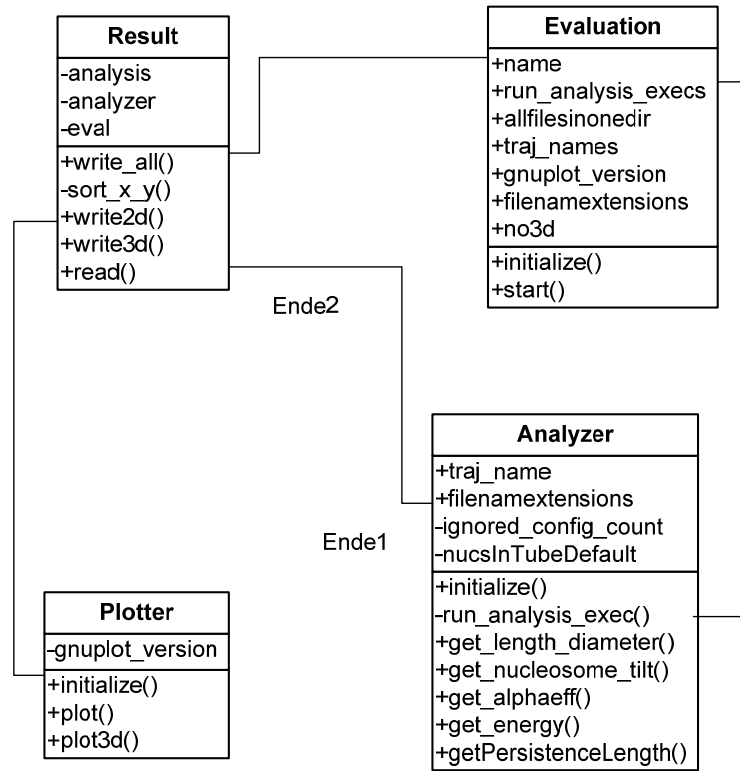 Result
-analysis
-analyzer
-eval
+write_all()
-sort_x_y()
+write2d()
+write3d()
+read()
Evaluation
+name
+run_analysis_execs
+allfilesinonedir
+traj_names
+gnuplot_version
+filenamextensions
+no3d
+initialize()
+start()
Ende2
Ende1
Analyzer
+traj_name
+filenamextensions
-ignored_config_count
-nucsInTubeDefault
+initialize()
-run_analysis_exec()
+get_length_diameter()
+get_nucleosome_tilt()
+get_alphaeff()
+get_energy()
+getPersistenceLength()
Plotter
-gnuplot_version
+initialize()
+plot()
+plot3d()